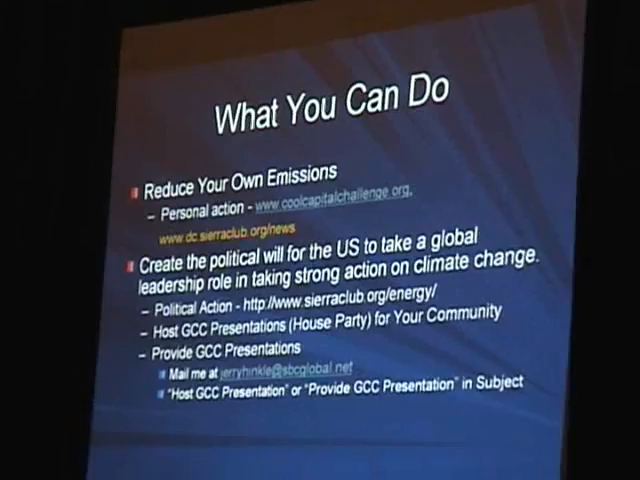 What You Can Do
Reduce Your Own Emissions
– Personal action - www.coolcapitalchallenge.org,
www.dc.sierraclub.org/news
Create the political will for the US to take a global
leadership role in taking strong action on climate change.
– Political Action - http://www.sierraclub.org/energy/
– Host GCC Presentations (House Party) for Your Community
– Provide GCC Presentations
Mail me at jerryhinkle@sbcglobal.net
"Host GCC Presentation" or "Provide GCC Presentation" in Subject